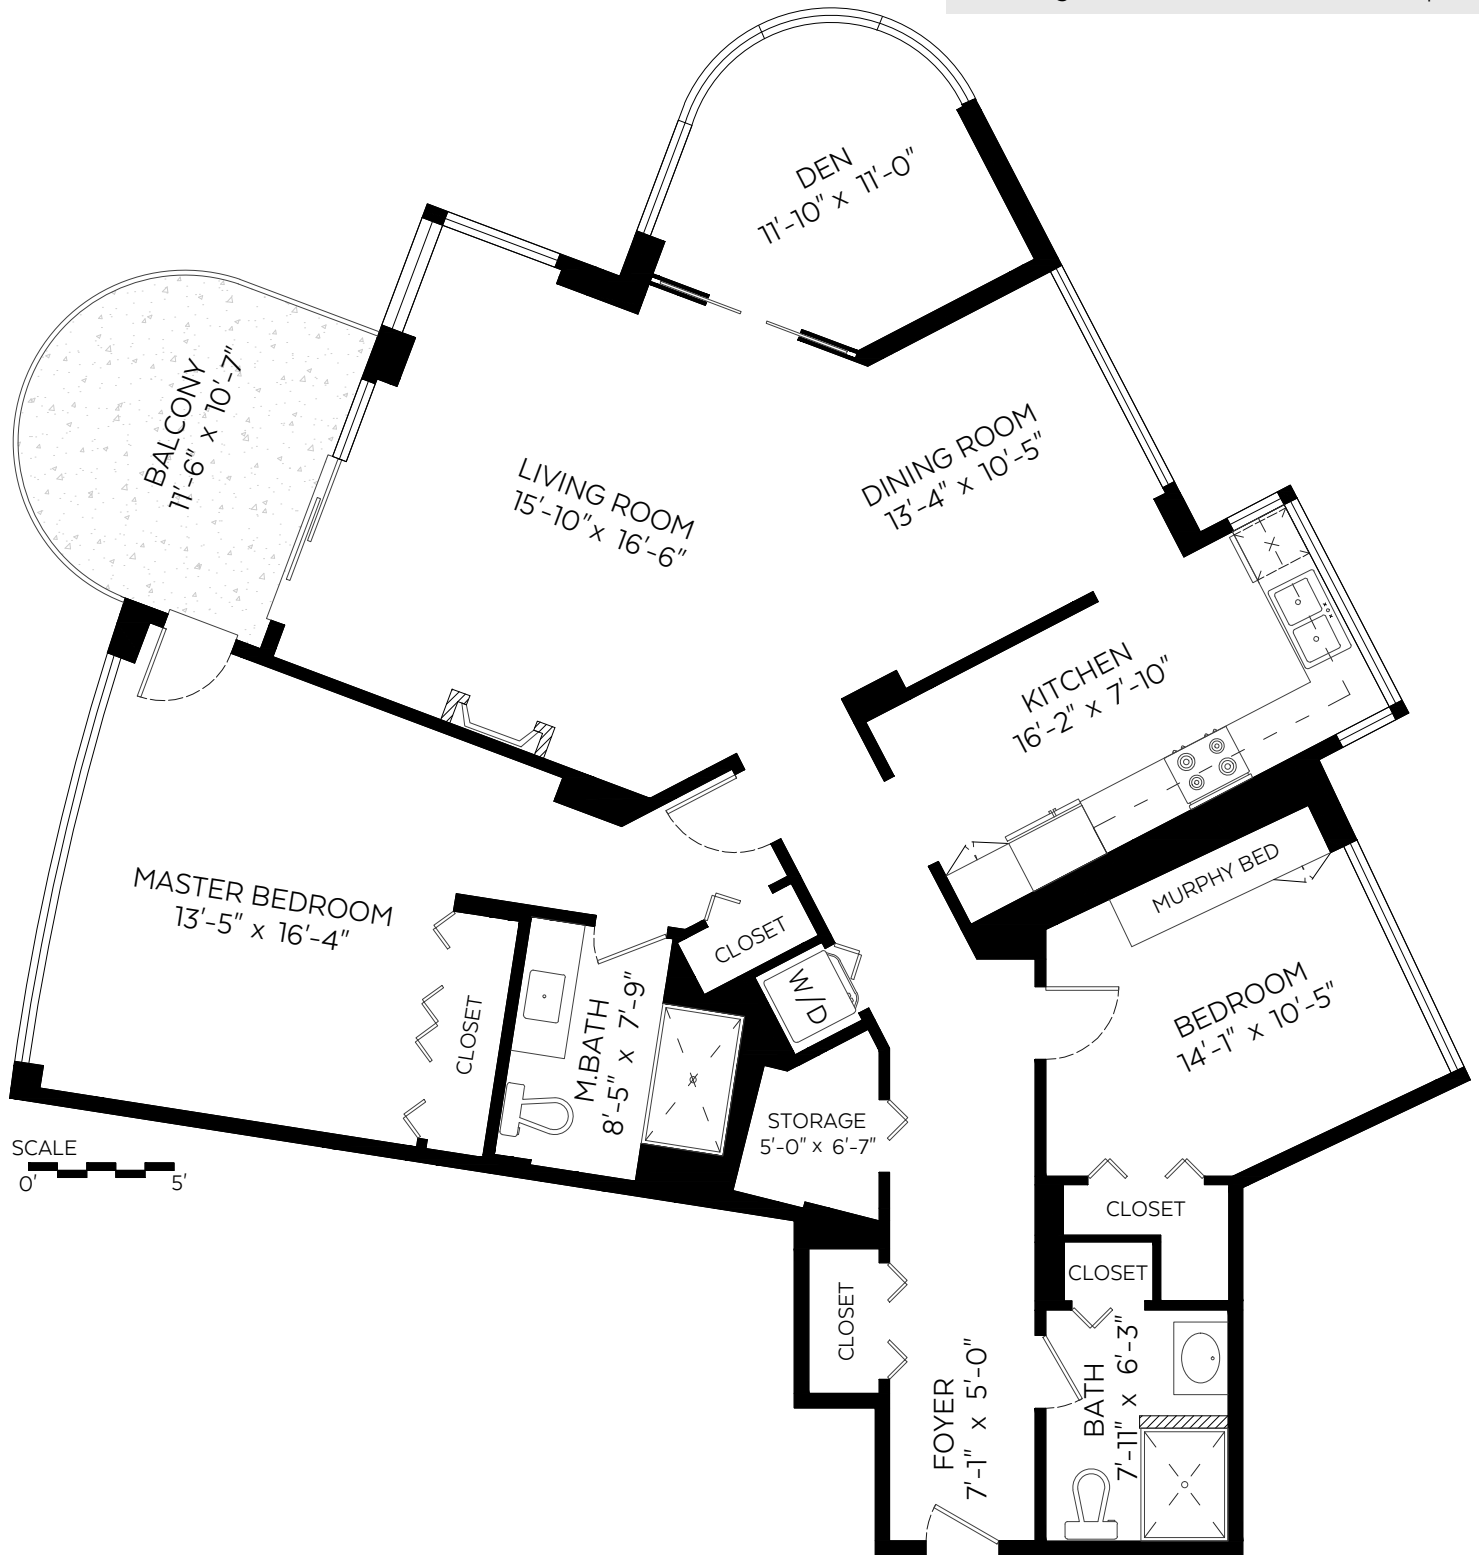 DEN
11'-10" x 11'-0"
BALCONY
11'-6" x 10'-7"
LIVING ROOM
15'-10" x 16'-6"
DINING ROOM
13'-4" x 10'-5"
KITCHEN
16'-2" x 7'-10"
MURPHY BED
MASTER BEDROOM
13'-5" x 16'-4"
CLOSET
W/D
BEDROOM
14'-1" x 10'-5"
CLOSET
M.BATH
8'-5" x 7'-9"
STORAGE
5'-0" x 6'-7"
SCALE
0' 5'
CLOSET
CLOSET
CLOSET
FOYER
7'-1" x 5'-0"
BATH
7'-11" x 6'-3"